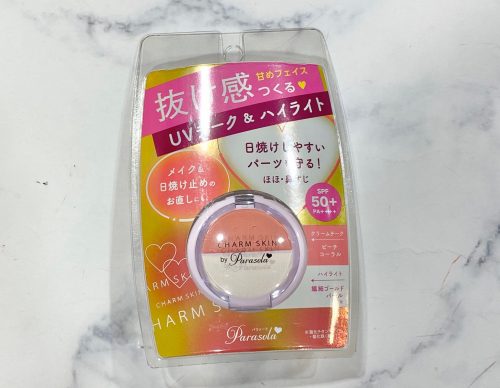 抜け感
甘めフェイス
つくる
UVチーク & ハイライト
日焼けしやすい
パーツを守る!
ほほ・鼻すじ
メイク&
日焼け止めの
お直しにも
SPF
50+
PA++++
クリームチーク
ピーチ
コーラル
ハイライト
繊細ゴールド
パール
CHARM SKIN
by Parasola
CHARM SKIN
HARM SK
Parasola